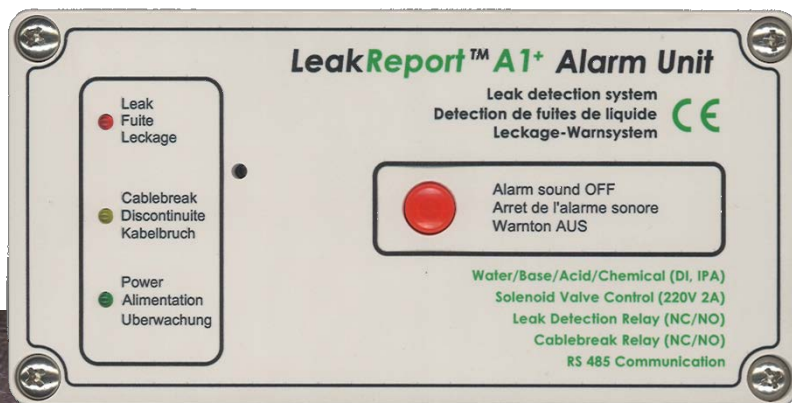 LeakReport™ A1+ Alarm Unit
Leak detection system
Detection de fuites de liquide
Leckage-Warnsystem
CE
Leak
Fuite
Leckage
Cablebreak
Discontinuite
Kabelbruch
Power
Alimentation
Uberwachung
Alarm sound OFF
Arret de l'alarme sonore
Warnton AUS
Water/Base/Acid/Chemical (DI, IPA)
Solenoid Valve Control (220V 2A)
Leak Detection Relay (NC/NO)
Cablebreak Relay (NC/NO)
RS 485 Communication